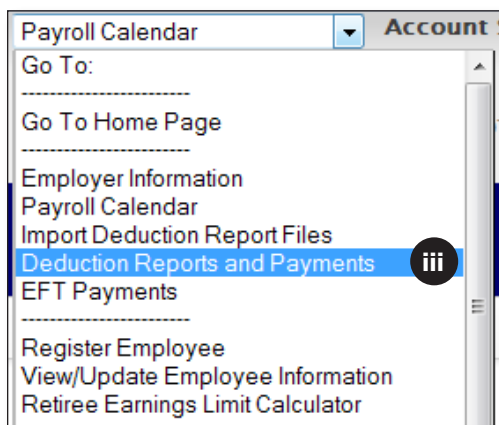 Payroll Calendar
Account
Go To:
------------------------
Go To Home Page
------------------------
Employer Information
Payroll Calendar
Import Deduction Report Files
Deduction Reports and Payments iii
EFT Payments
------------------------
Register Employee
View/Update Employee Information
Retiree Earnings Limit Calculator